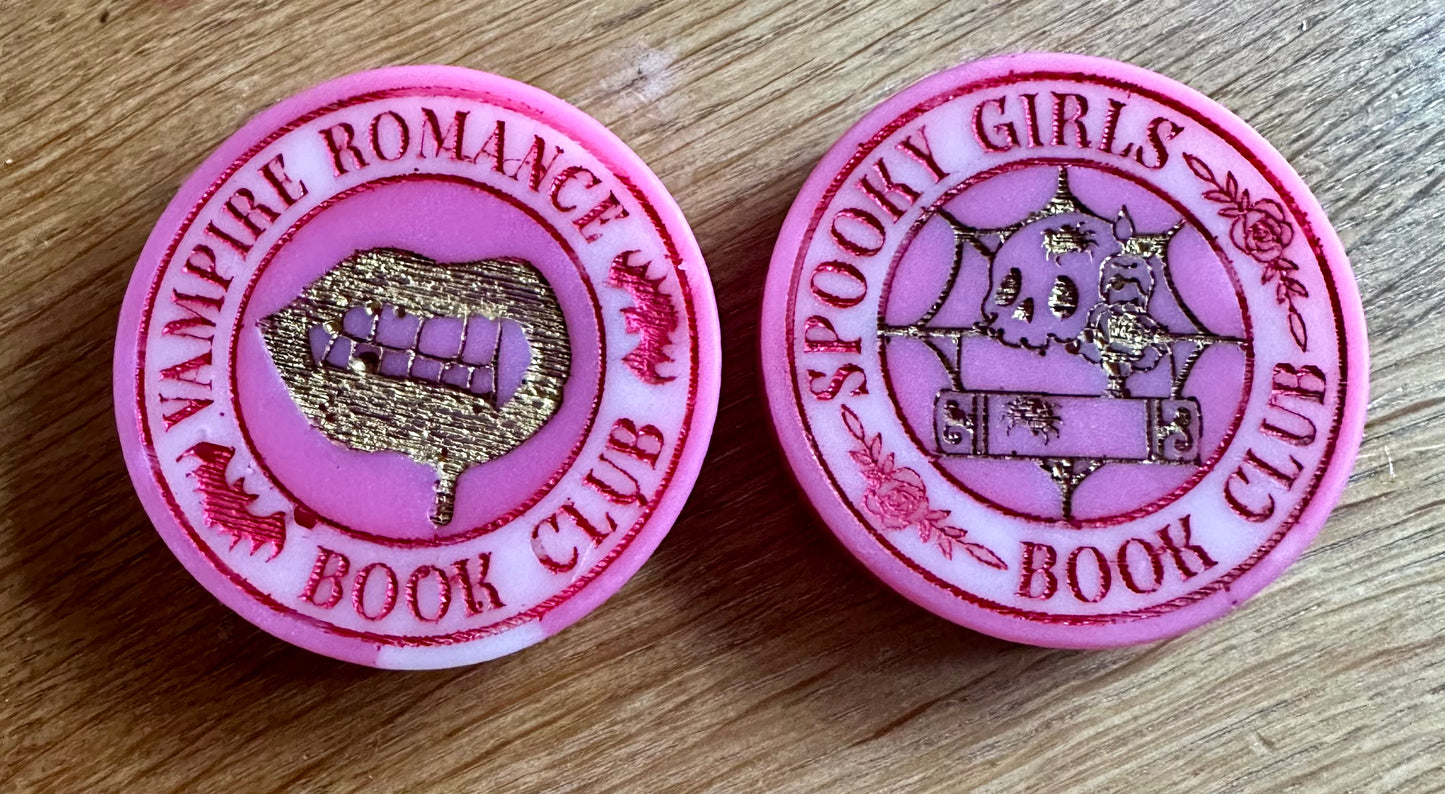 VAMPIRE ROMANCE
BOOK CLUB
SPOOKY GIRLS
BOOK CLUB